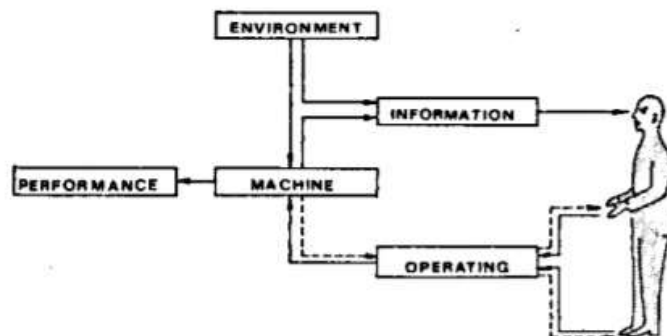 ENVIRONMENT
INFORMATION
PERFORMANCE
MACHINE
OPERATING